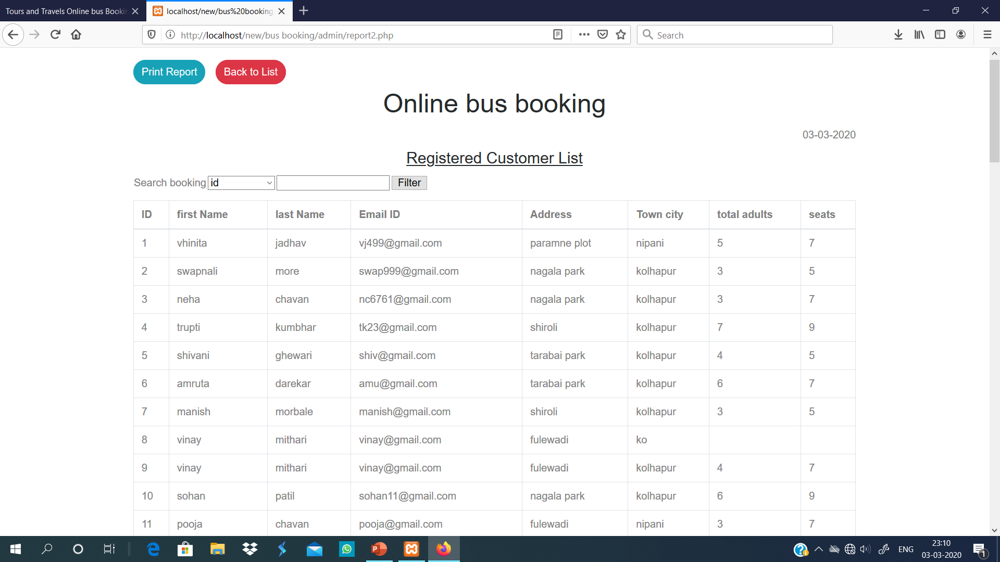 Tours and Travels Online bus Bookin
localhost/new/bus%20booking
http://localhost/new/bus booking/admin/report2.php
Search
Print Report Back to List
Online bus booking
03-03-2020
Registered Customer List
Search booking id Filter
ID first Name last Name Email ID Address Town city total adults seats
1 vhinita jadhav vj499@gmail.com paramne plot nipani 5 7
2 swapnali more swap999@gmail.com nagala park kolhapur 3 5
3 neha chavan nc6761@gmail.com nagala park kolhapur 3 7
4 trupti kumbhar tk23@gmail.com shiroli kolhapur 7 9
5 shivani ghewari shiv@gmail.com tarabai park kolhapur 4 5
6 amruta darekar amu@gmail.com tarabai park kolhapur 6 7
7 manish morbale manish@gmail.com shiroli kolhapur 3 5
8 vinay mithari vinay@gmail.com fulewadi ko
9 vinay mithari vinay@gmail.com fulewadi kolhapur 4 7
10 sohan patil sohan11@gmail.com nagala park kolhapur 6 9
11 pooja chavan pooja@gmail.com fulewadi nipani 3 7
ENG
23:10
03-03-2020
1